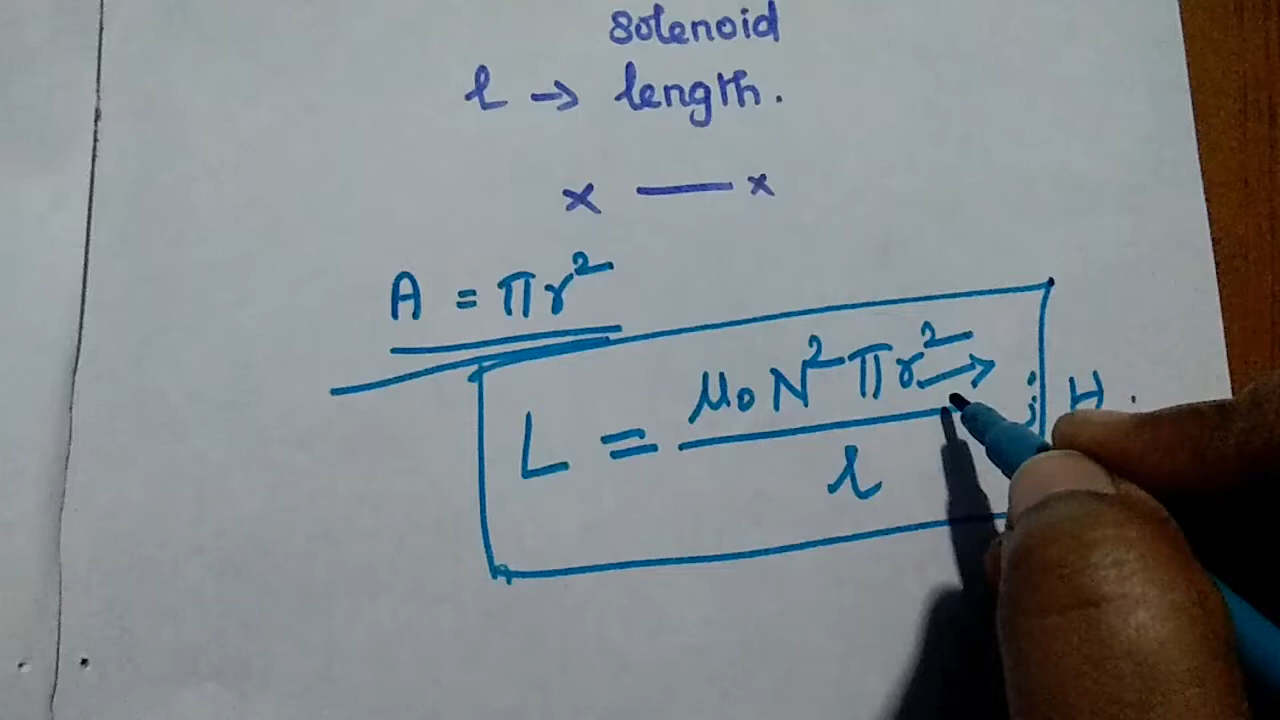 solenoid
l → length.
x — x
A = πr²
L = μ₀N²πr² → / l ; H.